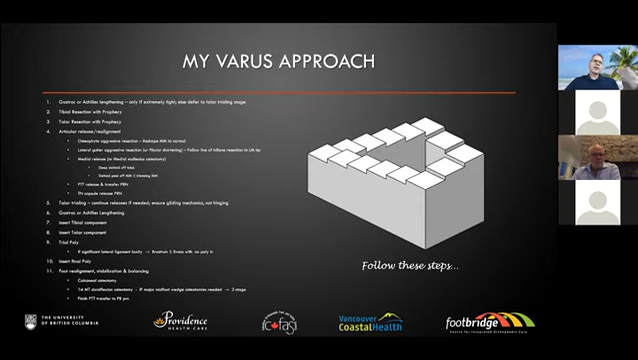 MY VARUS APPROACH
1. Gastroc or Achilles lengthening – only if extremely tight; else defer to talar trialing stage
2. Tibial Resection with Prophecy
3. Talar Resection with Prophecy
4. Articular release/realignment
• Osteophyte aggressive resection – Reshape MM to normal
• Lateral gutter aggressive resection (or fibular shortening) – Follow line of tibane resection to LM tip
• Medial release (or Medial malleolus osteotomy)
• Deep deltoid off talus
• Deltoid peel off MM
• PTT release & transfer PRN
• TN capsule release PRN
5. Talar trialing – continue releases if needed; ensure gliding mechanics, not hinging
6. Gastroc or Achilles Lengthening
7. Insert Tibial component
8. Insert Talar component
9. Trial Poly
• If significant lateral ligament laxity → Brostrum ± Evans with no poly in
10. Insert final Poly
11. Foot realignment, stabilization & balancing
• Calcaneal osteotomy
• 1st MT dorsiflexion osteotomy - IF major midfoot wedge osteotomies needed → 2-stage
• Finish PTT transfer to PB prn
Follow these steps...
THE UNIVERSITY
OF BRITISH COLUMBIA
Providence
HEALTH CARE
Vancouver
CoastalHealth
footbridge
Centre for Integrated Orthopaedic Care